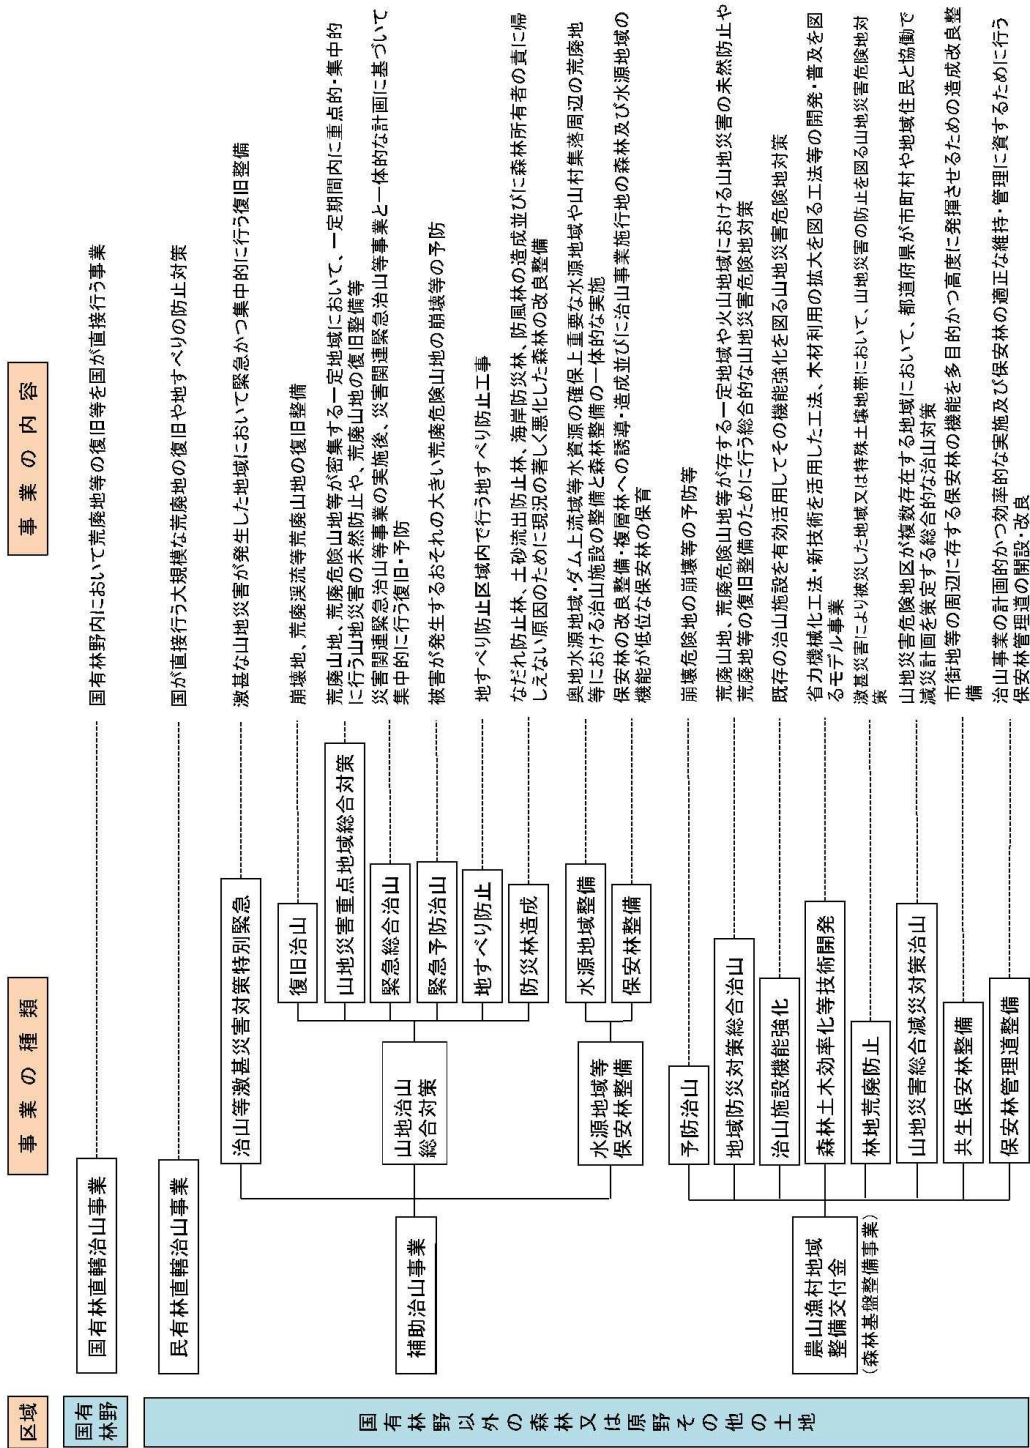 区域
事業の種類
事業の内容
国有
林野
国有林直轄治山事業
国有林野内において荒廃地等の復旧等を国が直接行う事業
国有林野以外の森林又は原野その他の土地
民有林直轄治山事業
国が直接行う大規模な荒廃地の復旧や地すべりの防止対策
補助治山事業
治山等激甚災害対策特別緊急
激甚な山地災害が発生した地域において緊急かつ集中的に行う復旧整備
山地治山
総合対策
復旧治山
崩壊地、荒廃渓流等荒廃山地の復旧整備
山地災害重点地域総合対策
荒廃山地、荒廃危険山地等が密集する一定地域において、一定期間内に重点的・集中的
に行う山地災害の未然防止や、荒廃山地の復旧整備等
緊急総合治山
災害関連緊急治山等事業の実施後、災害関連緊急治山等事業と一体的な計画に基づいて
集中的に行う復旧・予防
緊急予防治山
被害が発生するおそれの大きい荒廃危険山地の崩壊等の予防
地すべり防止
地すべり防止区域内で行う地すべり防止工事
防災林造成
なだれ防止林、土砂流出防止林、海岸防災林、防風林の造成並びに森林所有者の責に帰
しえない原因のために現況の著しく悪化した森林の改良整備
水源地域等
保安林整備
水源地域整備
奥地水源地域・ダム上流域等水資源の確保上重要な水源地域や山村集落周辺の荒廃地
等における治山施設の整備と森林整備の一体的な実施
保安林整備
保安林の改良整備・複層林への誘導・造成並びに治山事業施行地の森林及び水源地域の
機能が低位な保安林の保育
農山漁村地域
整備交付金
(森林基盤整備事業)
予防治山
崩壊危険地の崩壊等の予防等
地域防災対策総合治山
荒廃山地、荒廃危険山地等が存する一定地域や火山地域における山地災害の未然防止や
荒廃地等の復旧整備のために行う総合的な山地災害危険地対策
治山施設機能強化
既存の治山施設を有効活用してその機能強化を図る山地災害危険地対策
森林土木効率化等技術開発
省力機械化工法・新技術を活用した工法、木材利用の拡大を図る工法等の開発・普及を図
るモデル事業
林地荒廃防止
激甚災害により被災した地域又は特殊土壌地帯において、山地災害の防止を図る山地災害危険地対
策
山地災害総合減災対策治山
山地災害危険地区が複数存在する地域において、都道府県が市町村や地域住民と協働で
減災計画を策定する総合的な治山対策
共生保安林整備
市街地等の周辺に存する保安林の機能を多目的かつ高度に発揮させるための造成改良整
備
保安林管理道整備
治山事業の計画的かつ効率的な実施及び保安林の適正な維持・管理に資するために行う
保安林管理道の開設・改良